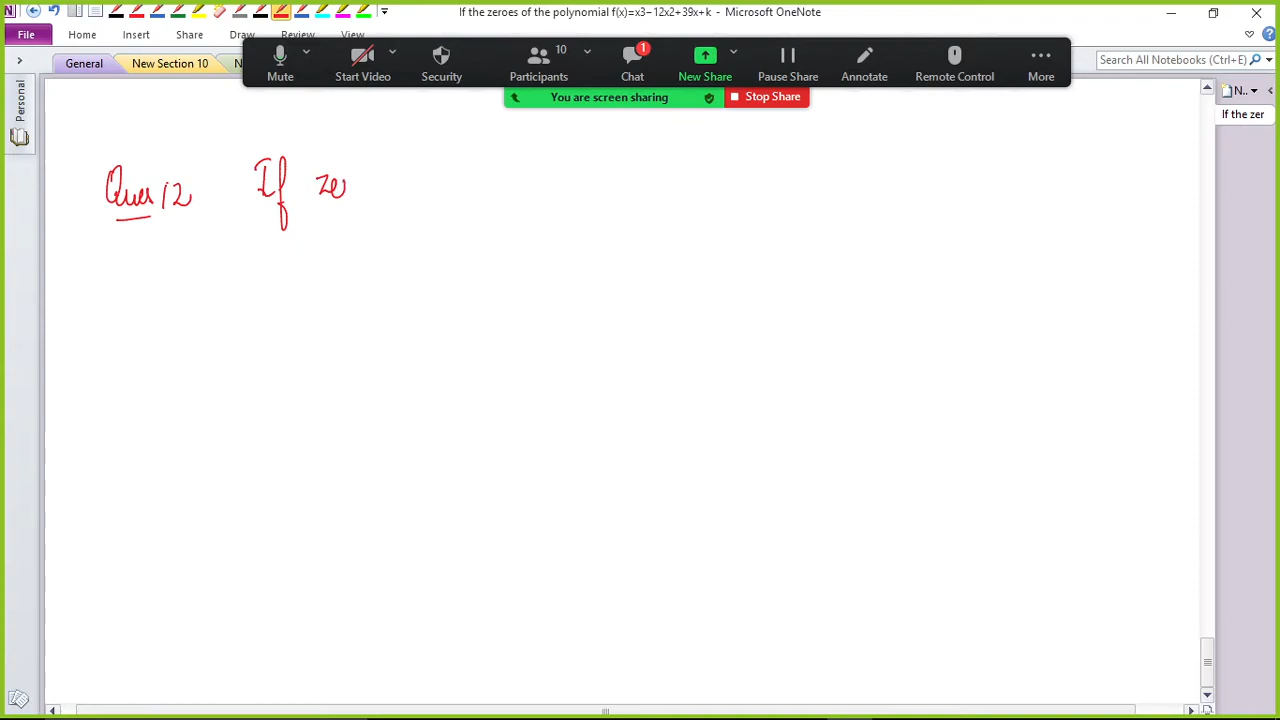 If the zeroes of the polynomial f(x)=x3−12x2+39x+k - Microsoft OneNote
File Home Insert Share Draw Review View
General New Section 10 N
Mute Start Video Security Participants 10 Chat 1 New Share Pause Share Annotate Remote Control More
Search All Notebooks (Ctrl+E)
You are screen sharing Stop Share
Personal
N..
If the zer
Ques 12 If ze